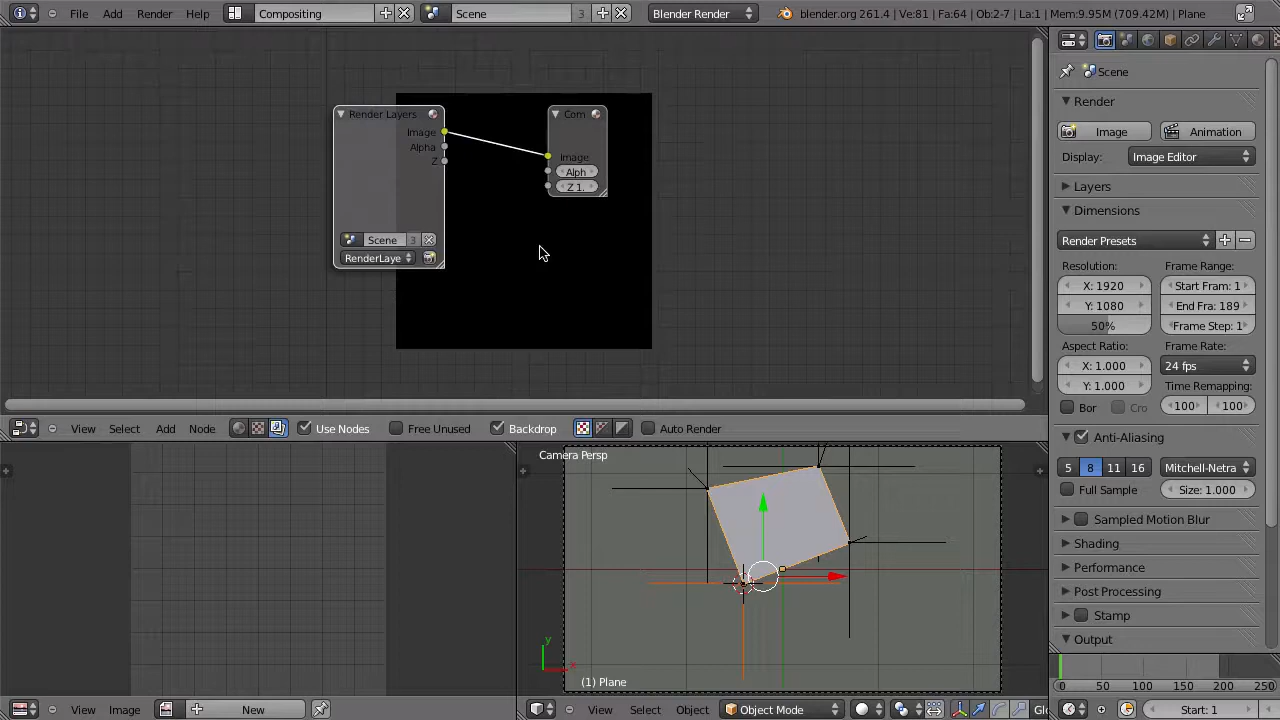 File Add Render Help Compositing Scene 3 Blender Render blender.org 261.4 | Ve:81 | Fa:64 | Ob:2-7 | La:1 | Mem:9.95M (709.42M) | Plane
Render Layers
Image
Alpha
Z
Scene 3
RenderLaye
Com
Image
Alph
Z 1.
View Select Add Node Use Nodes Free Unused Backdrop Auto Render
Camera Persp
y
x
(1) Plane
View Image New
View Select Object Object Mode Glo
Scene
Render
Image Animation
Display: Image Editor
Layers
Dimensions
Render Presets
Resolution: Frame Range:
X: 1920 Start Fram: 1
Y: 1080 End Fra: 189
50% Frame Step: 1
Aspect Ratio: Frame Rate:
X: 1.000 24 fps
Y: 1.000 Time Remapping:
Bor Cro 100 100
Anti-Aliasing
5 8 11 16 Mitchell-Netra
Full Sample Size: 1.000
Sampled Motion Blur
Shading
Performance
Post Processing
Stamp
Output
0 50 100 150 200 250
Start: 1